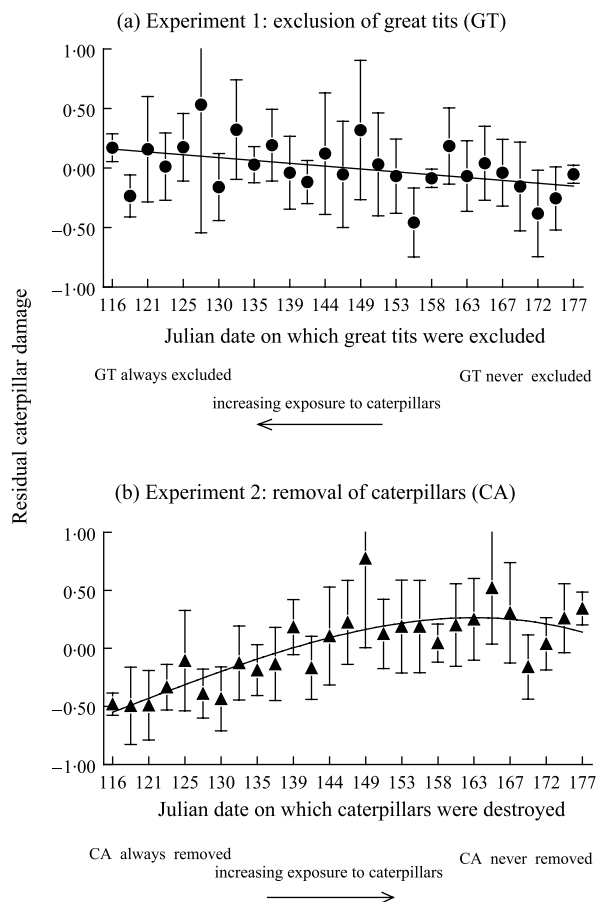 (a) Experiment 1: exclusion of great tits (GT)
1·00
0·50
0·00
–0·50
–1·00
116 121 125 130 135 139 144 149 153 158 163 167 172 177
Julian date on which great tits were excluded
GT always excluded GT never excluded
increasing exposure to caterpillars
Residual caterpillar damage
(b) Experiment 2: removal of caterpillars (CA)
1·00
0·50
0·00
–0·50
–1·00
116 121 125 130 135 139 144 149 153 158 163 167 172 177
Julian date on which caterpillars were destroyed
CA always removed CA never removed
increasing exposure to caterpillars